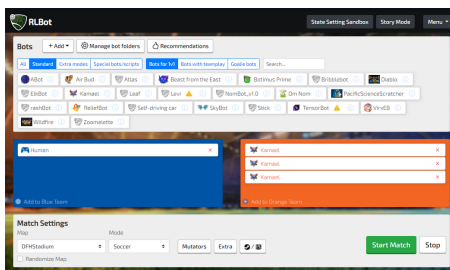 RLBot
State Setting Sandbox
Story Mode
Menu
Bots
+ Add
Manage bot folders
Recommendations
All Standard Extra modes Special bots/scripts Bots for 1v1 Bots with teamplay Goalie bots Search...
ABot Air Bud Atlas Beast from the East Botimus Prime Bribblebot Diablo
ElkBot Kamael Leaf Levi NomBot_v1.0 Om Nom PacificScienceScratcher
rashBot ReliefBot Self-driving car SkyBot Stick TensorBot VireEB
Wildfire Zoomelette
Human ×
Kamael ×
Kamael ×
Kamael ×
Add to Blue Team
Add to Orange Team
Match Settings
Map
Mode
DFHStadium
Soccer
Mutators
Extra
Start Match
Stop
Randomize Map